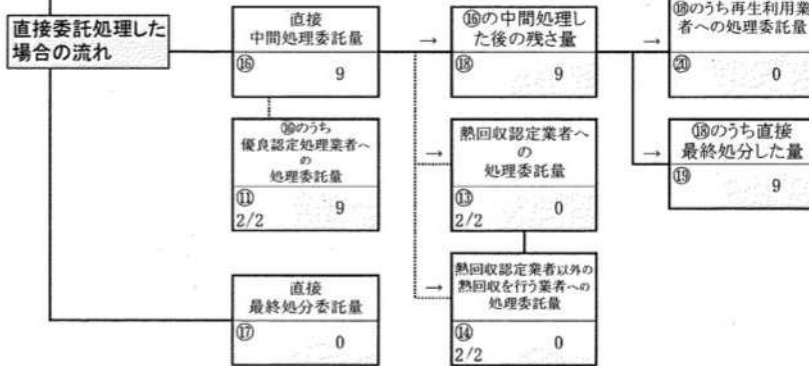 直接委託処理した
場合の流れ
直接
中間処理委託量
⑯
9
→
⑯の中間処理し
た後の残さ量
⑱
9
→
⑱のうち再生利用業
者への処理委託量
⑳
0
⑯のうち
優良認定処理業者へ
の
処理委託量
⑪
2/2
9
→
熱回収認定業者へ
の
処理委託量
⑬
2/2
0
→
⑱のうち直接
最終処分した量
⑲
9
直接
最終処分委託量
⑰
0
→
熱回収認定業者以外の
熱回収を行う業者への
処理委託量
⑭
2/2
0